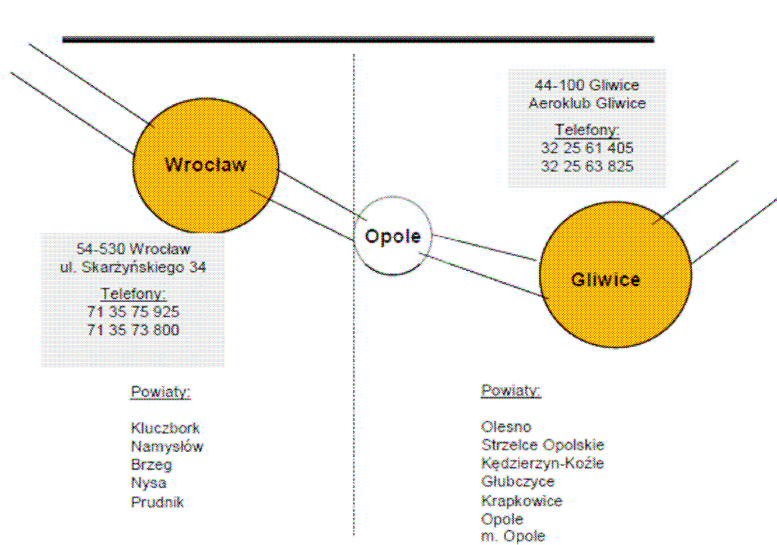 44-100 Gliwice
Aeroklub Gliwice
Telefony:
32 25 61 405
32 25 63 825
Wrocław
Opole
Gliwice
54-530 Wrocław
ul. Skarżyńskiego 34
Telefony:
71 35 75 925
71 35 73 800
Powiaty:
Kluczbork
Namysłów
Brzeg
Nysa
Prudnik
Powiaty:
Olesno
Strzelce Opolskie
Kędzierzyn-Koźle
Głubczyce
Krapkowice
Opole
m. Opole